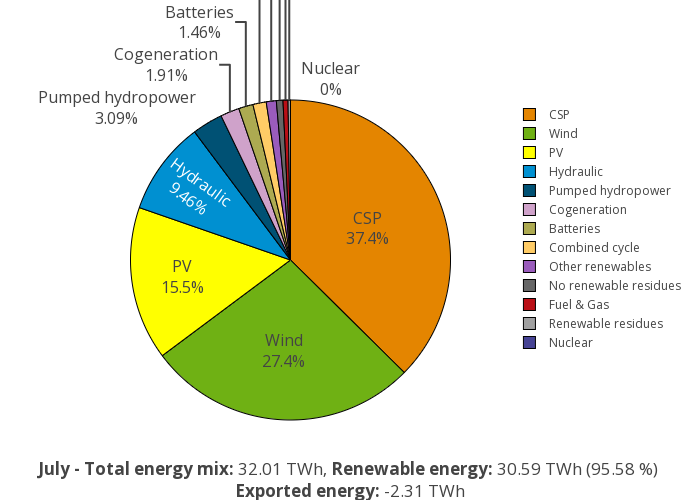 Batteries
1.46%
Cogeneration
1.91%
Pumped hydropower
3.09%
Nuclear
0%
Hydraulic
9.46%
CSP
37.4%
PV
15.5%
Wind
27.4%
CSP
Wind
PV
Hydraulic
Pumped hydropower
Cogeneration
Batteries
Combined cycle
Other renewables
No renewable residues
Fuel & Gas
Renewable residues
Nuclear
July - Total energy mix: 32.01 TWh, Renewable energy: 30.59 TWh (95.58 %)
Exported energy: -2.31 TWh